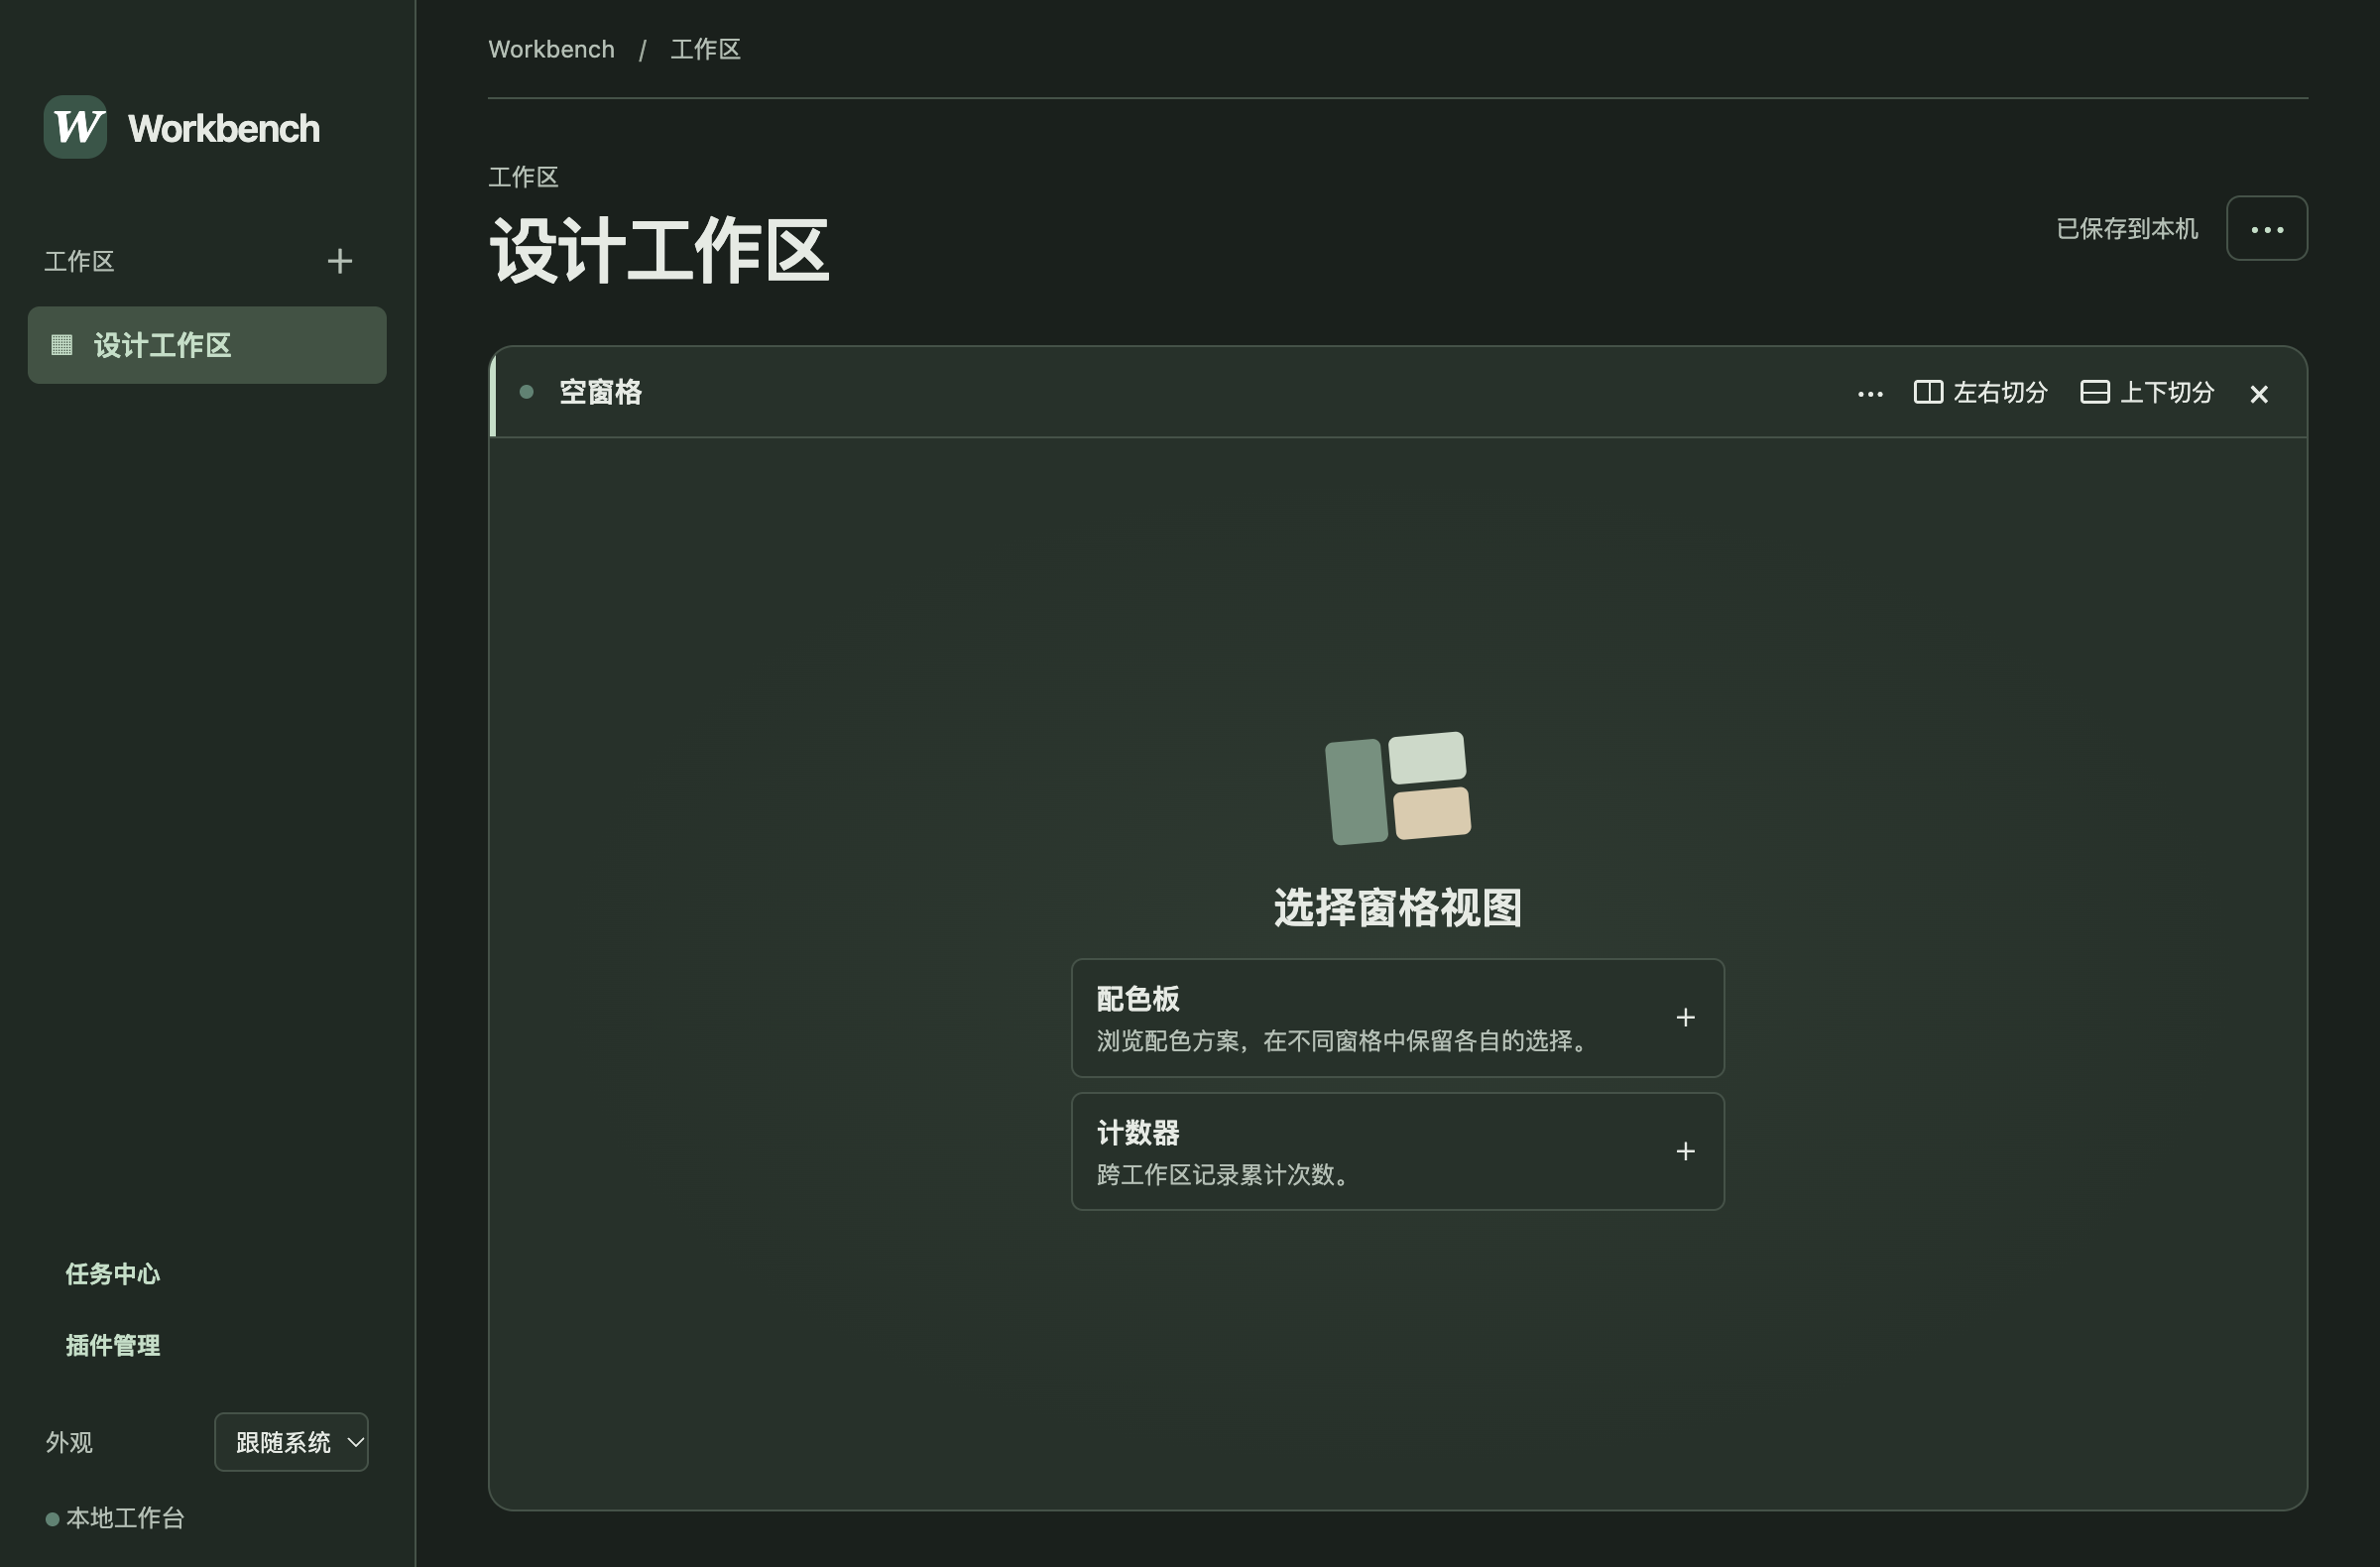 Workbench / 工作区
W Workbench
工作区 +
设计工作区
任务中心
插件管理
外观 跟随系统
本地工作台
工作区
设计工作区
已保存到本机 ...
空窗格 ... 左右切分 上下切分 ×
选择窗格视图
配色板
浏览配色方案，在不同窗格中保留各自的选择。 +
计数器
跨工作区记录累计次数。 +